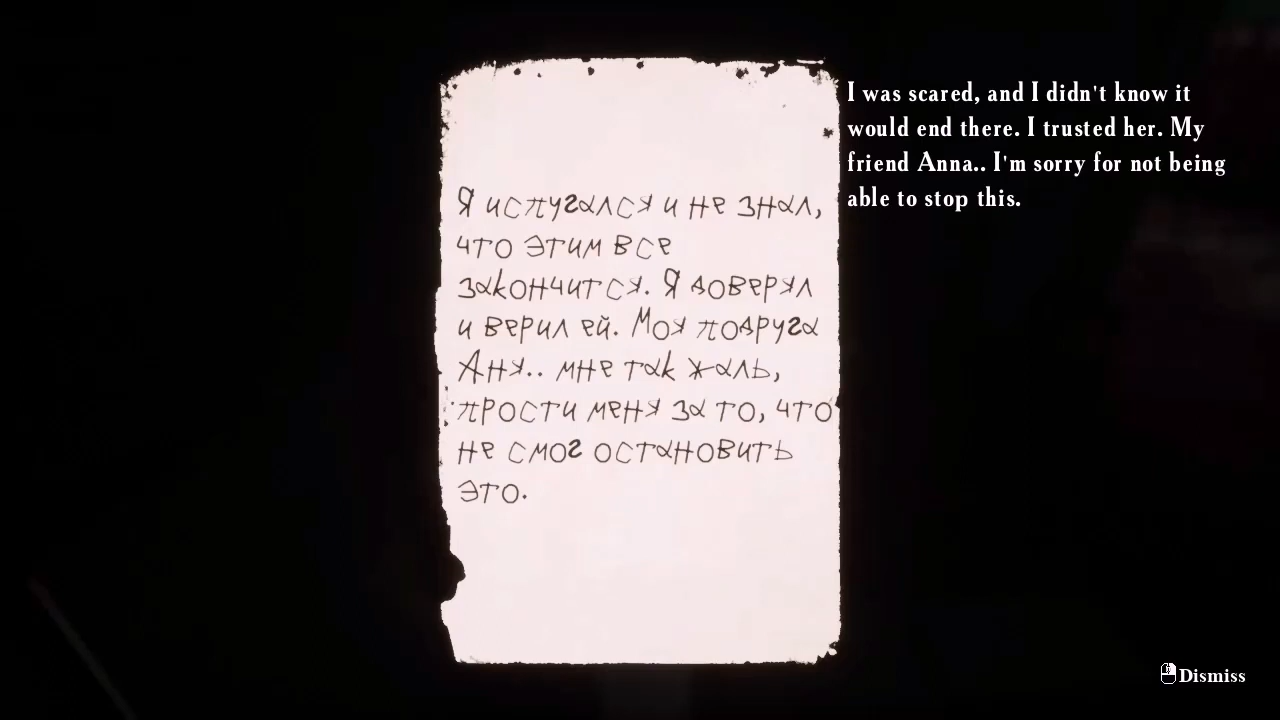 Я испугался и не знал,
что этим все
закончится. Я доверял
и верил ей. Моя подруга
Аня.. мне так жаль,
прости меня за то, что
не смог остановить
это.
I was scared, and I didn't know it
would end there. I trusted her. My
friend Anna.. I'm sorry for not being
able to stop this.
Dismiss